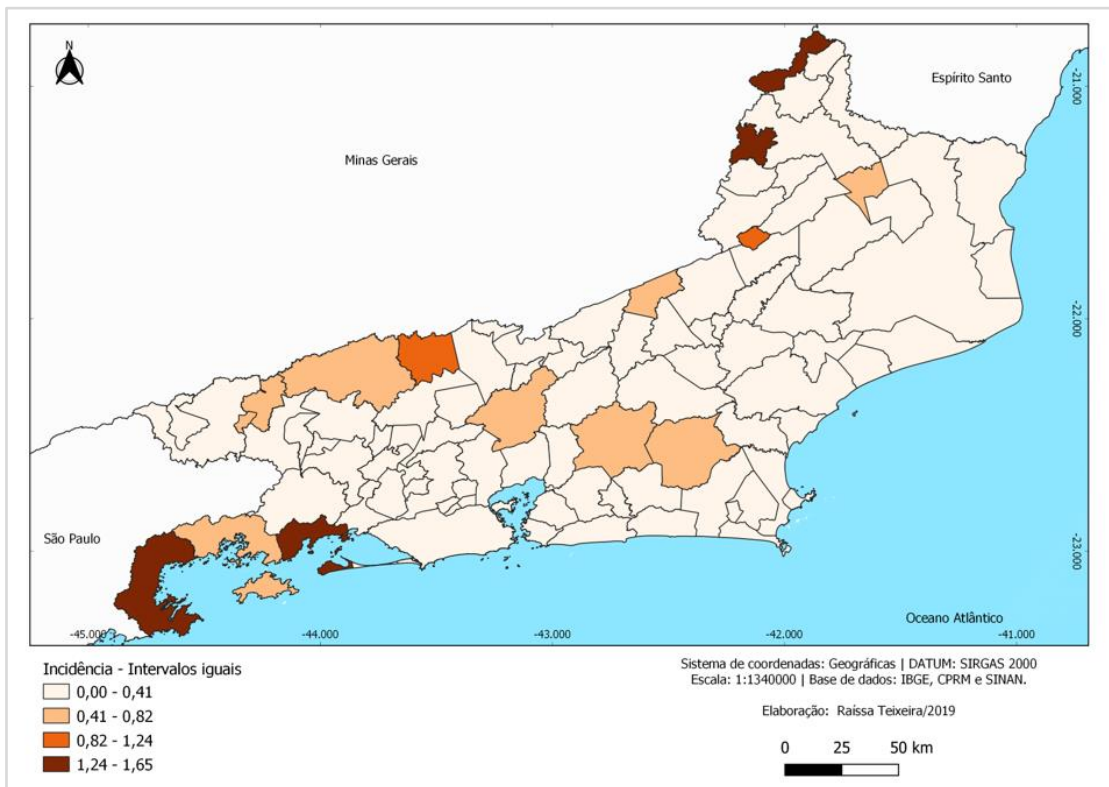 N
Espírito Santo
-21.000
Minas Gerais
-22.000
São Paulo
-23.000
Oceano Atlântico
-45.000
-44.000
-43.000
-42.000
-41.000
Incidência - Intervalos iguais
0,00 - 0,41
0,41 - 0,82
0,82 - 1,24
1,24 - 1,65
Sistema de coordenadas: Geográficas | DATUM: SIRGAS 2000
Escala: 1:1340000 | Base de dados: IBGE, CPRM e SINAN.
Elaboração: Raíssa Teixeira/2019
0 25 50 km